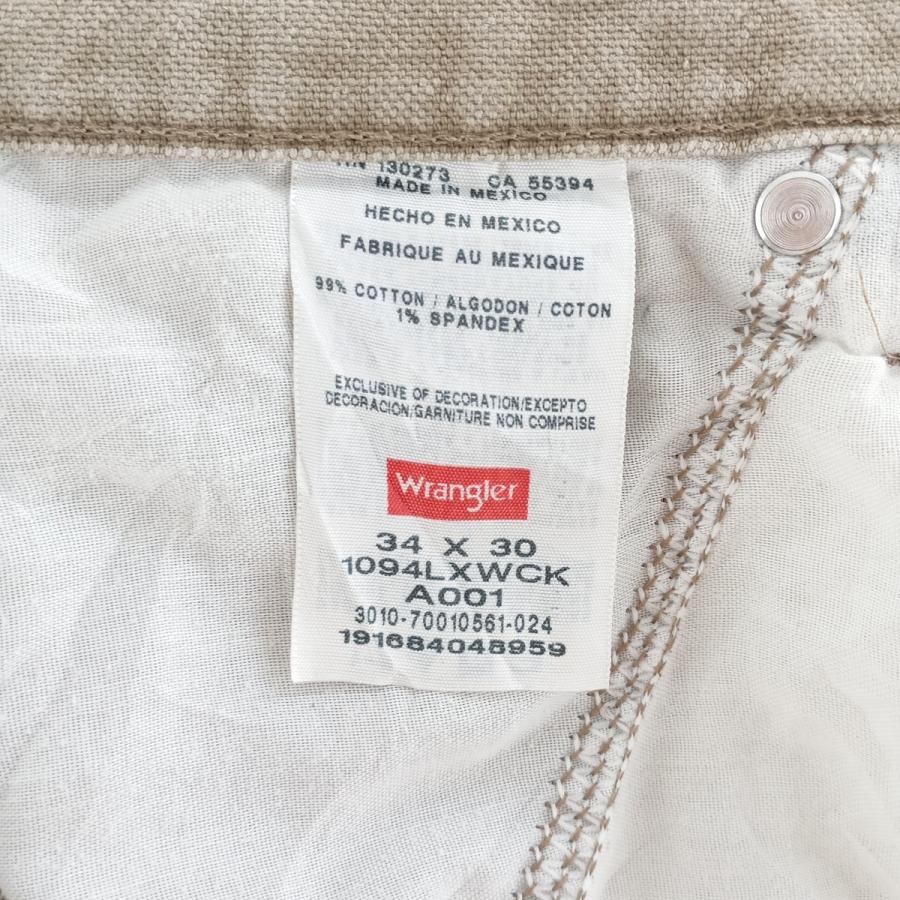 130273 CA 55394
MADE IN MEXICO
HECHO EN MEXICO
FABRIQUE AU MEXIQUE
99% COTTON / ALGODON / COTON
1% SPANDEX
EXCLUSIVE OF DECORATION/EXCEPTO
DECORACION/GARNITURE NON COMPRISE
Wrangler
34 X 30
1094LXWCK
A001
3010-70010561-024
191684048959